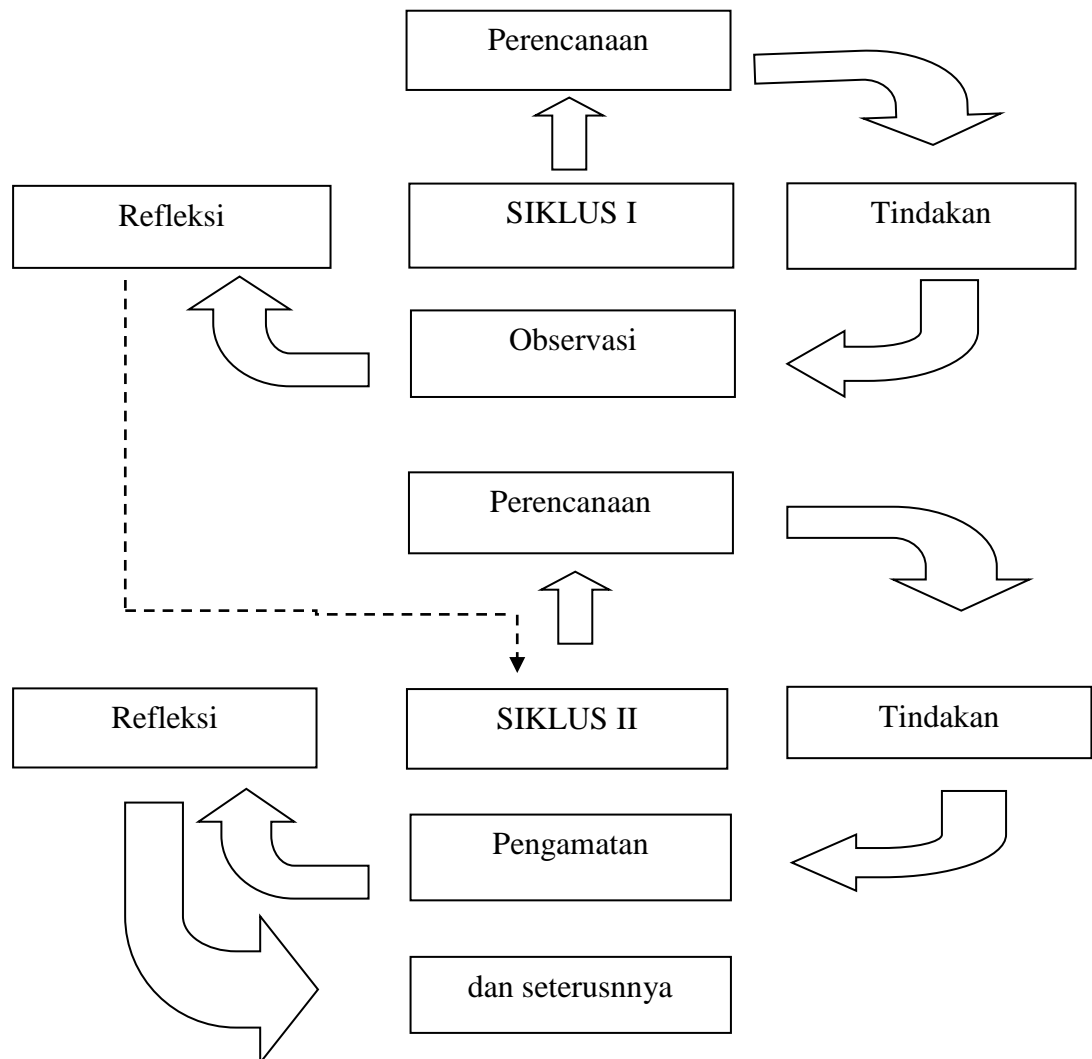 Perencanaan
Refleksi
SIKLUS I
Tindakan
Observasi
Perencanaan
Refleksi
SIKLUS II
Tindakan
Pengamatan
dan seterusnnya